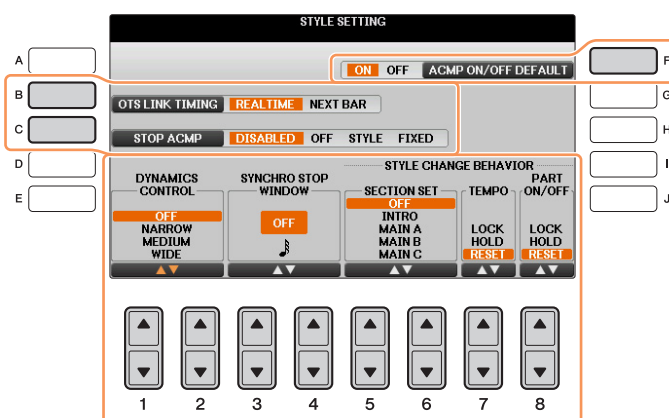 STYLE SETTING
A
ON OFF ACMP ON/OFF DEFAULT
F
B
OTS LINK TIMING REALTIME NEXT BAR
G
C
STOP ACMP DISABLED OFF STYLE FIXED
H
D
I
STYLE CHANGE BEHAVIOR
DYNAMICS CONTROL
SYNCHRO STOP WINDOW
SECTION SET
TEMPO
PART ON/OFF
E
J
OFF
NARROW
MEDIUM
WIDE
OFF
OFF
INTRO
MAIN A
MAIN B
MAIN C
LOCK
HOLD
RESET
LOCK
HOLD
RESET
1 2 3 4 5 6 7 8